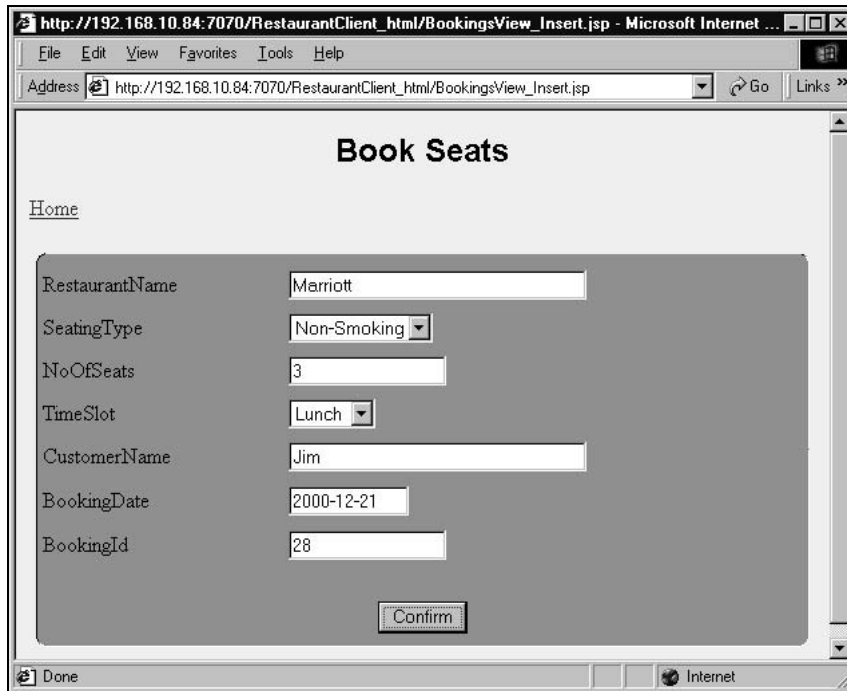 http://192.168.10.84:7070/RestaurantClient_html/BookingsView_Insert.jsp - Microsoft Internet ...
File Edit View Favorites Tools Help
Address http://192.168.10.84:7070/RestaurantClient_html/BookingsView_Insert.jsp Go Links »
Book Seats
Home
RestaurantName Marriott
SeatingType Non-Smoking
NoOfSeats 3
TimeSlot Lunch
CustomerName Jim
BookingDate 2000-12-21
BookingId 28
Confirm
Done Internet